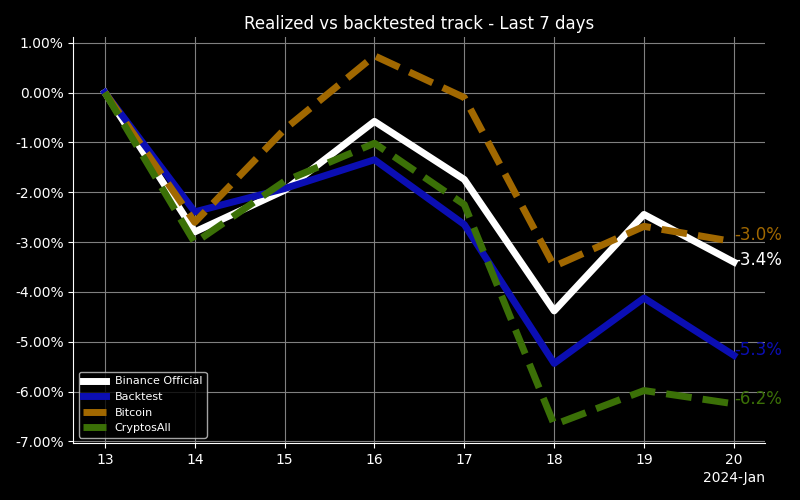 Realized vs backtested track - Last 7 days
1.00%
0.00%
-1.00%
-2.00%
-3.00%
-4.00%
-5.00%
-6.00%
-7.00%
-3.0%
-3.4%
-5.3%
-6.2%
Binance Official
Backtest
Bitcoin
CryptosAll
13 14 15 16 17 18 19 20
2024-Jan